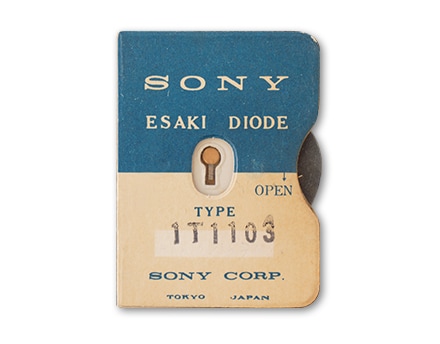 SONY
ESAKI DIODE
↓
OPEN
TYPE
1T1103
SONY CORP.
TOKYO JAPAN